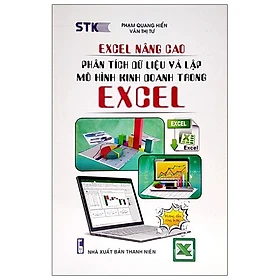 STK
PHẠM QUANG HIỂN
VĂN THỊ TƯ
EXCEL NÂNG CAO
PHÂN TÍCH DỮ LIỆU VÀ LẬP
MÔ HÌNH KINH DOANH TRONG
EXCEL
EXCEL
Excel
NHÀ XUẤT BẢN THANH NIÊN